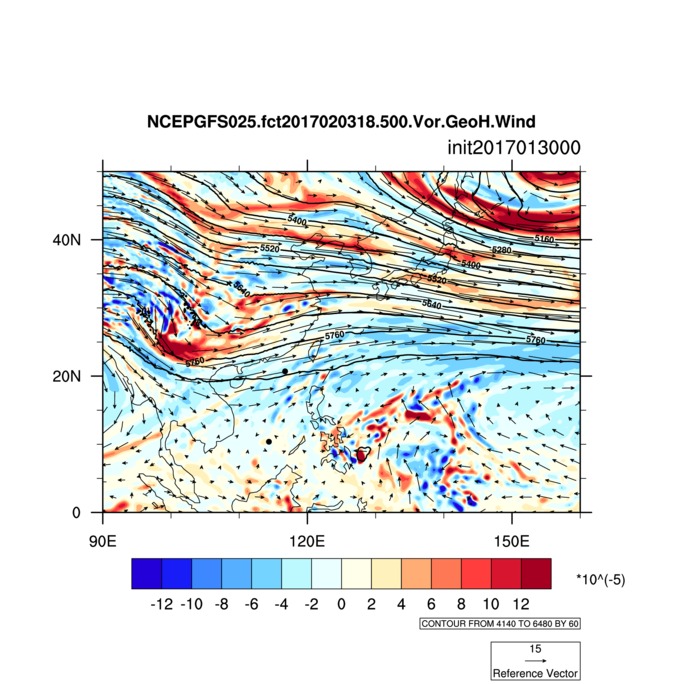 NCEPGFS025.fct2017020318.500.Vor.GeoH.Wind
init2017013000
40N
20N
0
90E 120E 150E
5400
5520
5640
5760
5160
5280
5400
5520
5640
5760
5760
-12 -10 -8 -6 -4 -2 0 2 4 6 8 10 12
*10^(-5)
CONTOUR FROM 4140 TO 6480 BY 60
15
Reference Vector